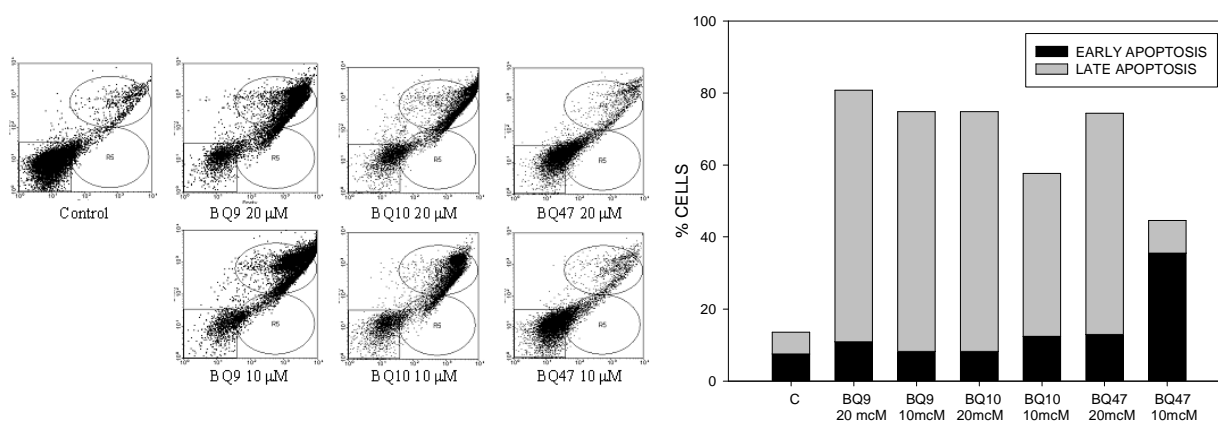 Control
BQ9 20 µM
BQ10 20 µM
BQ47 20 µM
BQ9 10 µM
BQ10 10 µM
BQ47 10 µM
R5
R5
R5
R5
R5
R5
R5
100
80
60
40
20
0
% CELLS
EARLY APOPTOSIS
LATE APOPTOSIS
C
BQ9
20 mcM
BQ9
10mcM
BQ10
20mcM
BQ10
10mcM
BQ47
20mcM
BQ47
10mcM